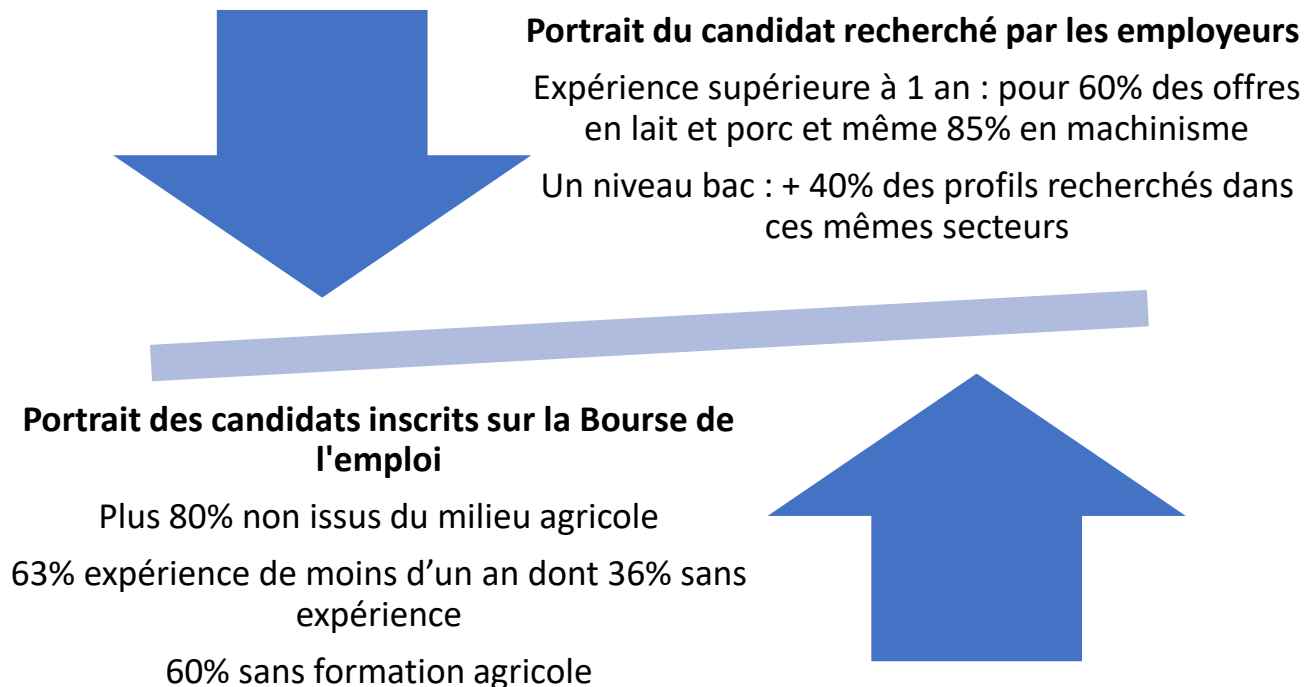 Portrait du candidat recherché par les employeurs
Expérience supérieure à 1 an : pour 60% des offres
en lait et porc et même 85% en machinisme
Un niveau bac : + 40% des profils recherchés dans
ces mêmes secteurs
Portrait des candidats inscrits sur la Bourse de
l'emploi
Plus 80% non issus du milieu agricole
63% expérience de moins d’un an dont 36% sans
expérience
60% sans formation agricole